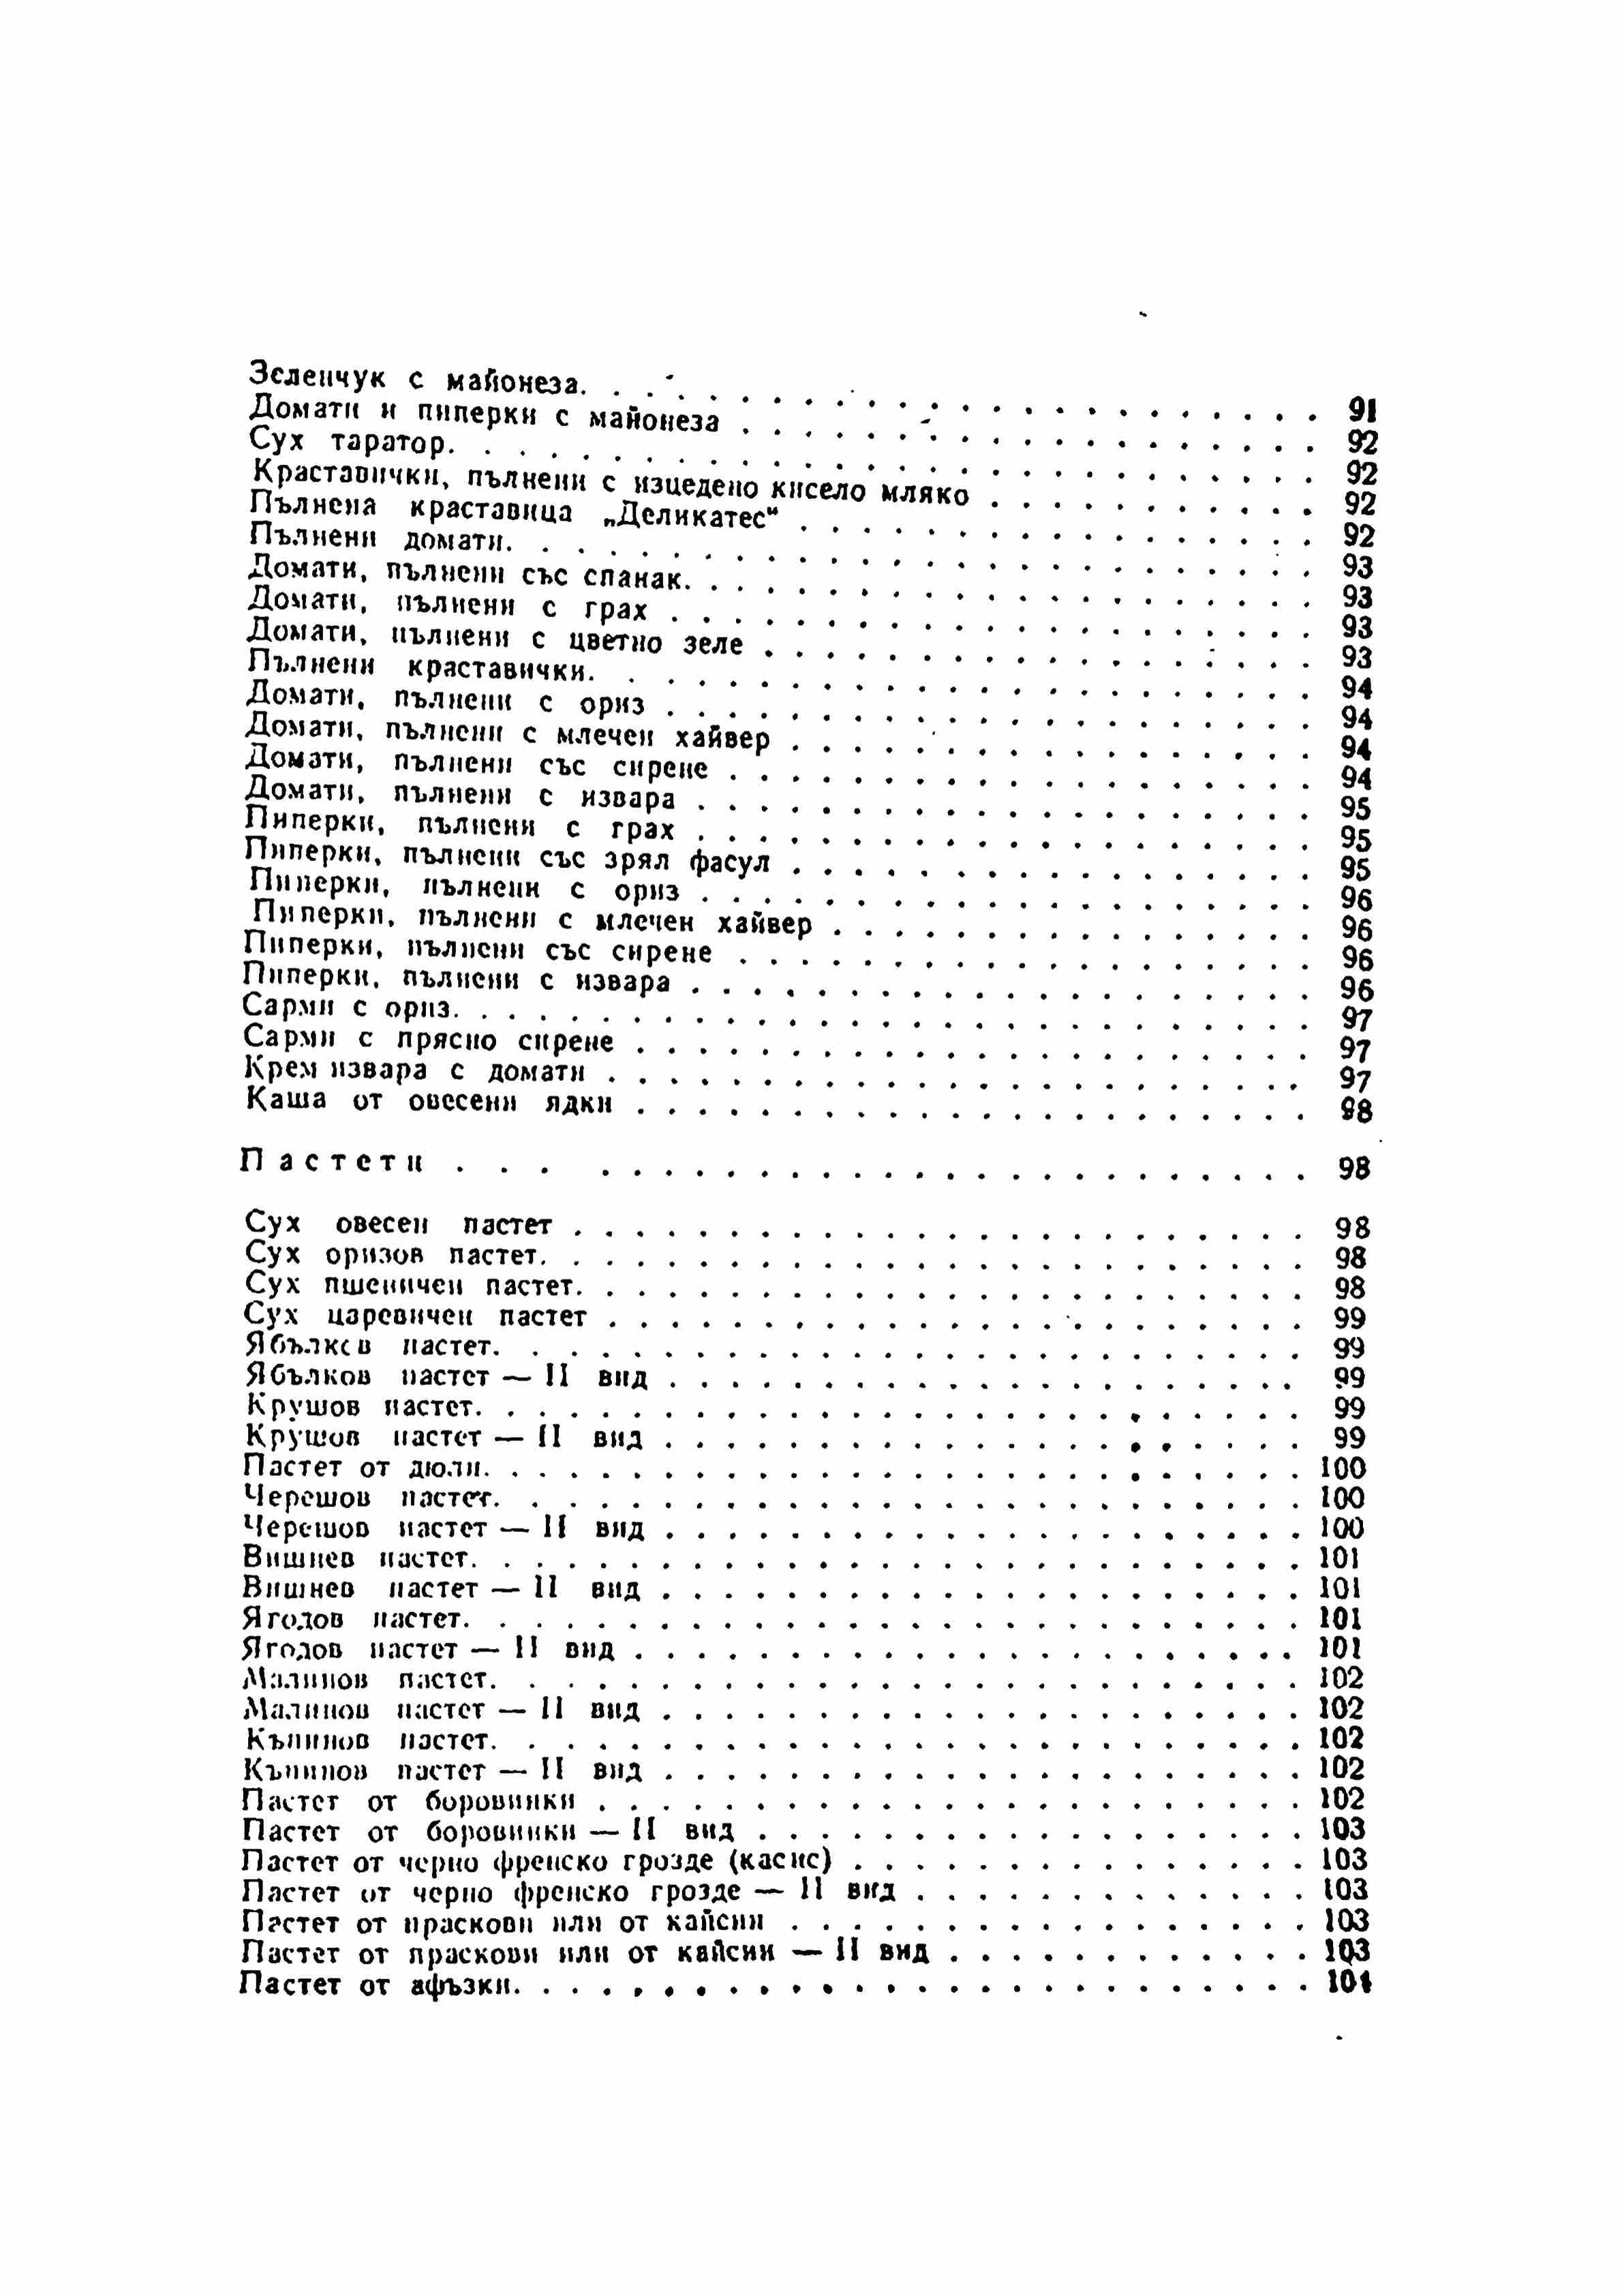 Зеленчук с майонеза. . . . . . . . . . . . . . . . . . . . . . . 91
Домати и пиперки с майонеза . . . . . . . . . . . . . . . . . . 92
Сух таратор. . . . . . . . . . . . . . . . . . . . . . . . . . . 92
Краставички, пълнени с изцедено кисело мляко . . . . . . . . . . . 92
Пълнена краставица „Деликатес“ . . . . . . . . . . . . . . . . . 92
Пълнени домати. . . . . . . . . . . . . . . . . . . . . . . . . . 93
Домати, пълнени със спанак. . . . . . . . . . . . . . . . . . . . 93
Домати, пълнени с грах . . . . . . . . . . . . . . . . . . . . . 93
Домати, пълнени с цветно зеле . . . . . . . . . . . . . . . . . . 93
Пълнени краставички. . . . . . . . . . . . . . . . . . . . . . . 94
Домати, пълнени с ориз . . . . . . . . . . . . . . . . . . . . . 94
Домати, пълнени с млечен хайвер . . . . . . . . . . . . . . . . . 94
Домати, пълнени със сирене . . . . . . . . . . . . . . . . . . . 94
Домати, пълнени с извара . . . . . . . . . . . . . . . . . . . . 95
Пиперки, пълнени с грах . . . . . . . . . . . . . . . . . . . . 95
Пиперки, пълнени със зрял фасул . . . . . . . . . . . . . . . . . 95
Пиперки, пълнени с ориз . . . . . . . . . . . . . . . . . . . . 96
Пиперки, пълнени с млечен хайвер . . . . . . . . . . . . . . . . 96
Пиперки, пълнени със сирене . . . . . . . . . . . . . . . . . . . 96
Пиперки, пълнени с извара . . . . . . . . . . . . . . . . . . . . 96
Сарми с ориз. . . . . . . . . . . . . . . . . . . . . . . . . . . 97
Сарми с прясно сирене . . . . . . . . . . . . . . . . . . . . . . 97
Крем извара с домати . . . . . . . . . . . . . . . . . . . . . . 97
Каша от овесени ядки . . . . . . . . . . . . . . . . . . . . . . 98
Пастети . . . . . . . . . . . . . . . . . . . . . . . . . . 98
Сух овесен пастет . . . . . . . . . . . . . . . . . . . . . . . 98
Сух оризов пастет. . . . . . . . . . . . . . . . . . . . . . . . 98
Сух пшеничен пастет. . . . . . . . . . . . . . . . . . . . . . . 98
Сух царевичен пастет . . . . . . . . . . . . . . . . . . . . . . 99
Ябълков пастет. . . . . . . . . . . . . . . . . . . . . . . . . . 99
Ябълков пастет — II вид . . . . . . . . . . . . . . . . . . . . 99
Крушов пастет. . . . . . . . . . . . . . . . . . . . . . . . . . 99
Крушов пастет — II вид . . . . . . . . . . . . . . . . . . . . . 99
Пастет от дюли. . . . . . . . . . . . . . . . . . . . . . . . . . 100
Черешов пастет. . . . . . . . . . . . . . . . . . . . . . . . . . 100
Черешов пастет — II вид . . . . . . . . . . . . . . . . . . . . . 100
Вишнев пастет. . . . . . . . . . . . . . . . . . . . . . . . . . . 101
Вишнев пастет — II вид . . . . . . . . . . . . . . . . . . . . . 101
Ягодов пастет. . . . . . . . . . . . . . . . . . . . . . . . . . . 101
Ягодов пастет — II вид . . . . . . . . . . . . . . . . . . . . . . 101
Малинов пастет. . . . . . . . . . . . . . . . . . . . . . . . . . 102
Малинов пастет — II вид . . . . . . . . . . . . . . . . . . . . . 102
Къпинов пастет. . . . . . . . . . . . . . . . . . . . . . . . . . 102
Къпинов пастет — II вид . . . . . . . . . . . . . . . . . . . . . 102
Пастет от боровинки . . . . . . . . . . . . . . . . . . . . . . . 102
Пастет от боровинки — II вид . . . . . . . . . . . . . . . . . . 103
Пастет от черно френско грозде (касис) . . . . . . . . . . . . . . . 103
Пастет от черно френско грозде — II вид . . . . . . . . . . . . . 103
Пастет от праскови или от кайсии . . . . . . . . . . . . . . . . . 103
Пастет от праскови или от кайсии — II вид . . . . . . . . . . . . 103
Пастет от афъзки. . . . . . . . . . . . . . . . . . . . . . . . . . 104